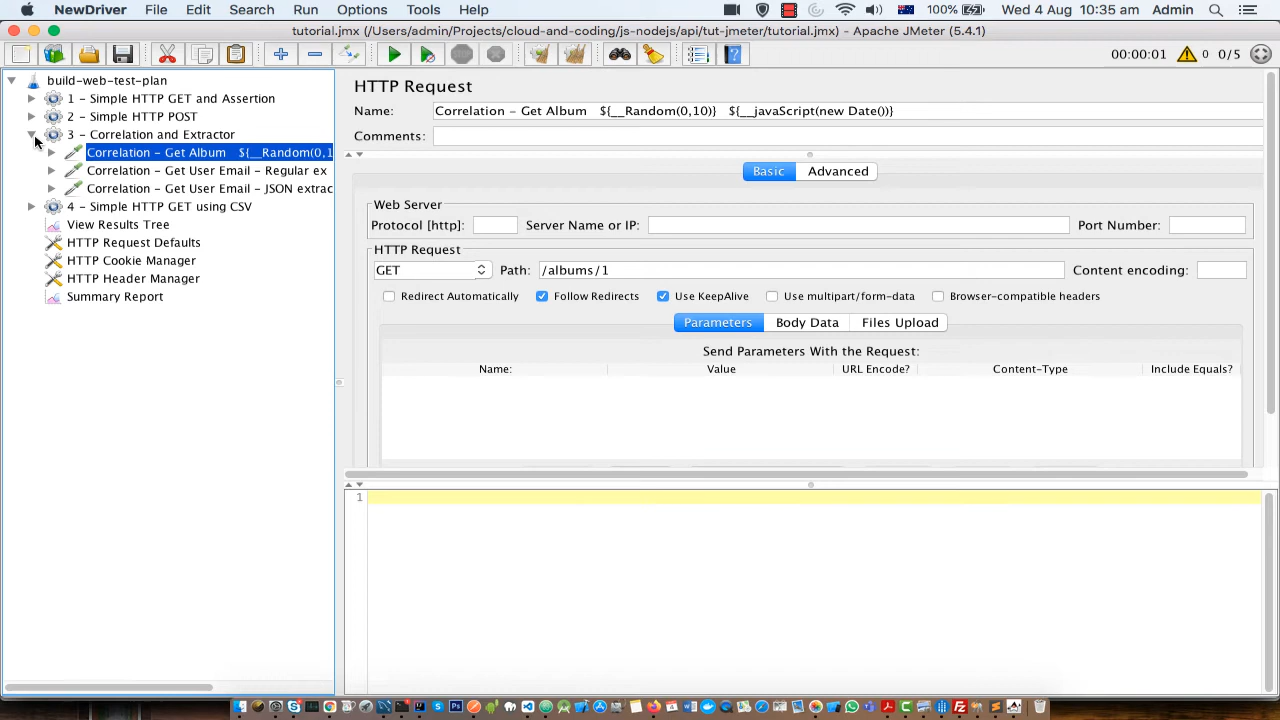 NewDriver File Edit Search Run Options Tools Help 100% Wed 4 Aug 10:35 am Admin
tutorial.jmx (/Users/admin/Projects/cloud-and-coding/js-nodejs/api/tut-jmeter/tutorial.jmx) - Apache JMeter (5.4.1)
00:00:01 0 0/5
build-web-test-plan
1 - Simple HTTP GET and Assertion
2 - Simple HTTP POST
3 - Correlation and Extractor
Correlation - Get Album ${__Random(0,1
Correlation - Get User Email - Regular ex
Correlation - Get User Email - JSON extrac
4 - Simple HTTP GET using CSV
View Results Tree
HTTP Request Defaults
HTTP Cookie Manager
HTTP Header Manager
Summary Report
HTTP Request
Name: Correlation - Get Album ${__Random(0,10)} ${__javaScript(new Date())}
Comments:
Basic Advanced
Web Server
Protocol [http]: Server Name or IP: Port Number:
HTTP Request
GET Path: /albums/1 Content encoding:
Redirect Automatically Follow Redirects Use KeepAlive Use multipart/form-data Browser-compatible headers
Parameters Body Data Files Upload
Send Parameters With the Request:
Name: Value URL Encode? Content-Type Include Equals?
1